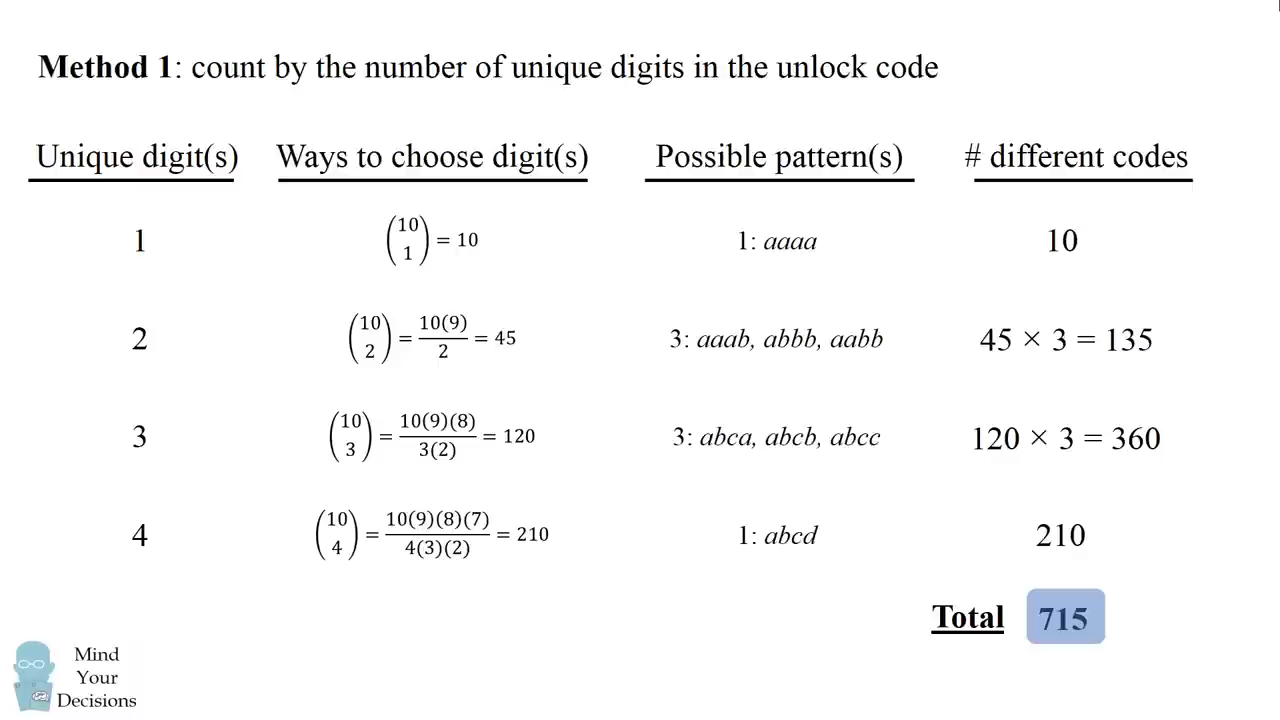 Method 1: count by the number of unique digits in the unlock code
Unique digit(s) Ways to choose digit(s) Possible pattern(s) # different codes
1 (10 1) = 10 1: aaaa 10
2 (10 2) = 10(9)/2 = 45 3: aaab, abbb, aabb 45 × 3 = 135
3 (10 3) = 10(9)(8)/3(2) = 120 3: abca, abcb, abcc 120 × 3 = 360
4 (10 4) = 10(9)(8)(7)/4(3)(2) = 210 1: abcd 210
Total 715
Mind
Your
Decisions